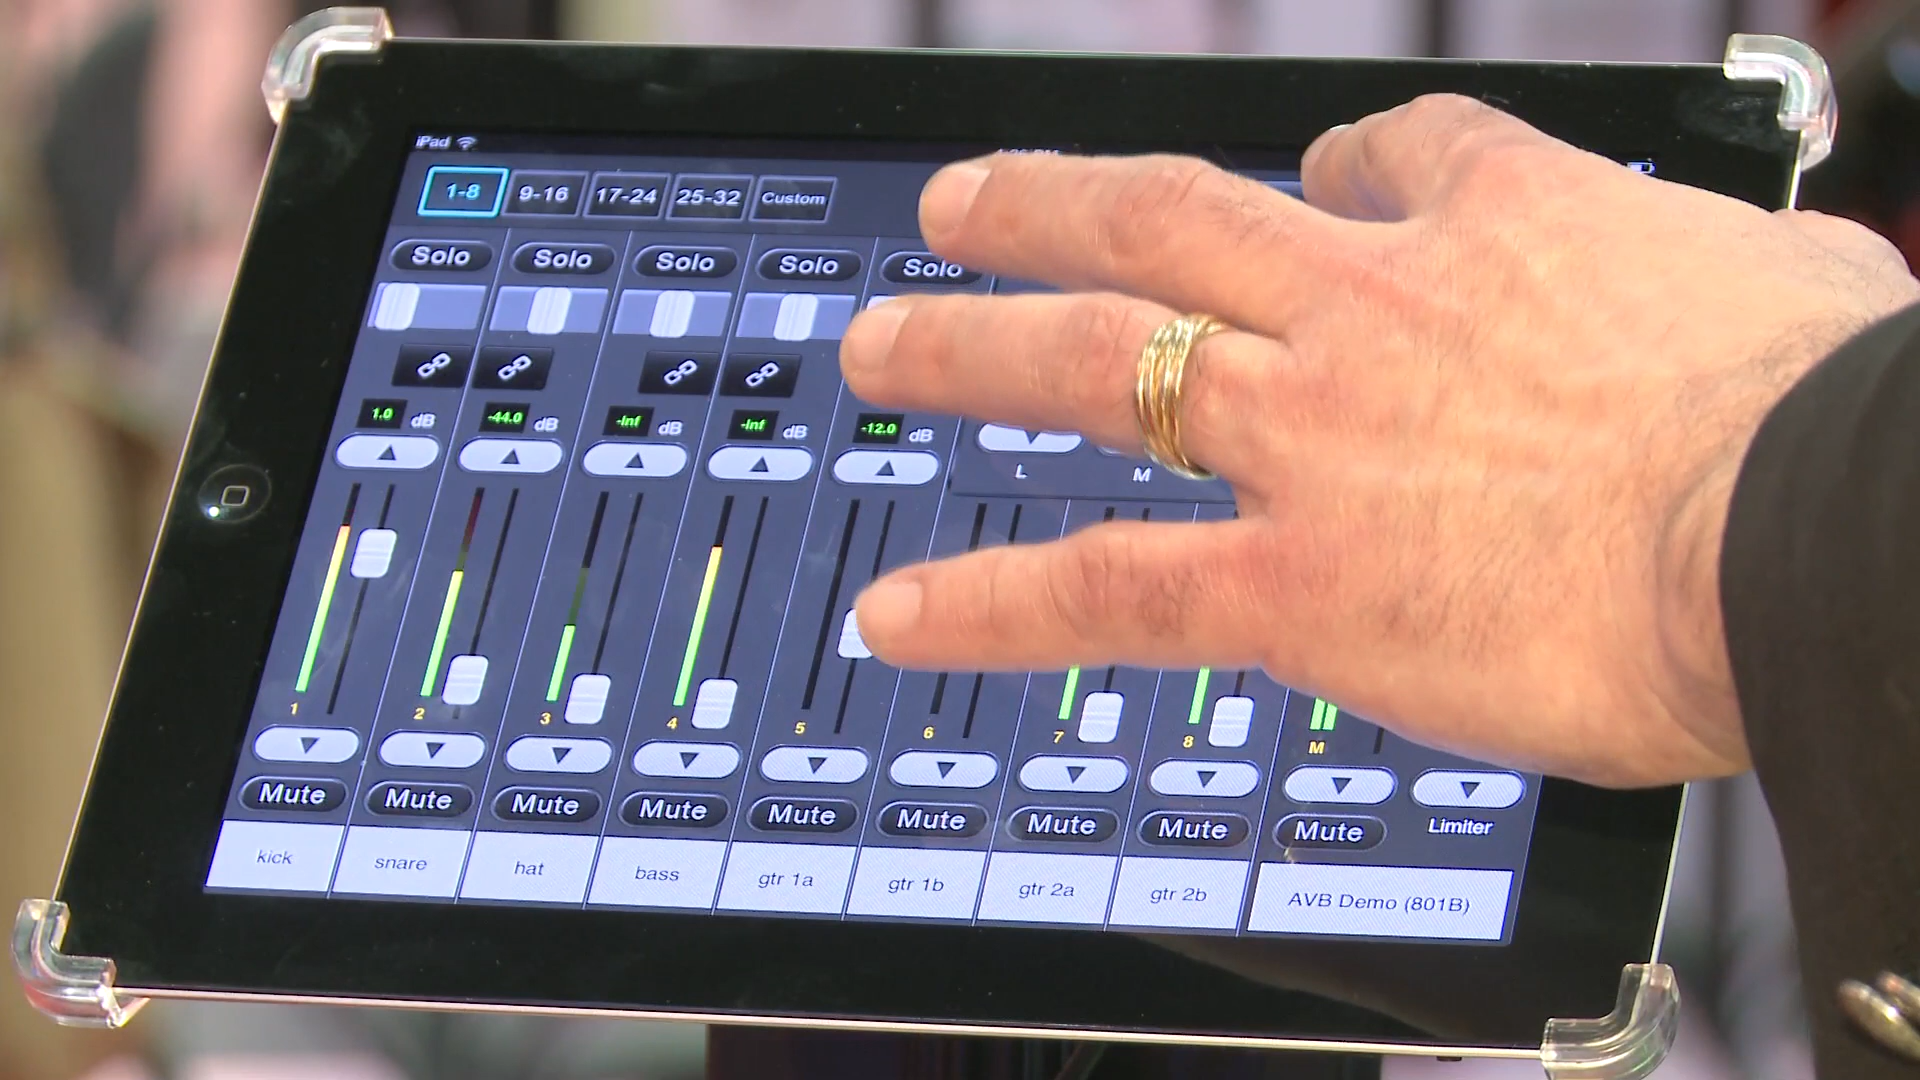 iPad
1-8 9-16 17-24 25-32 Custom
Solo Solo Solo Solo Solo
1.0 dB -44.0 dB -Inf dB -Inf dB -12.0 dB
L M
1 2 3 4 5 6 7 8 M
Mute Mute Mute Mute Mute Mute Mute Mute Mute Limiter
kick snare hat bass gtr 1a gtr 1b gtr 2a gtr 2b AVB Demo (801B)